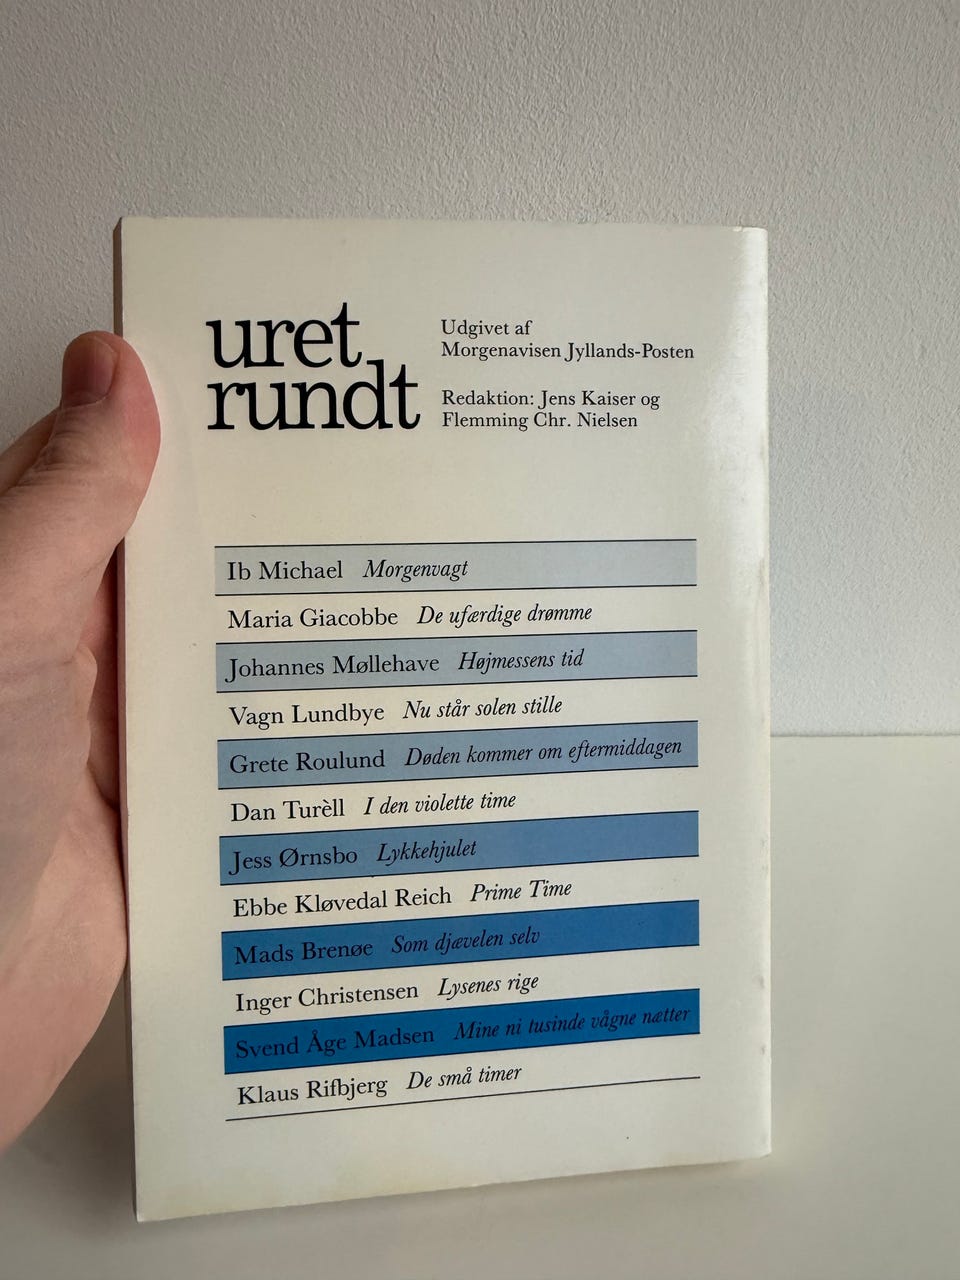 uret
rundt
Udgivet af
Morgenavisen Jyllands-Posten
Redaktion: Jens Kaiser og
Flemming Chr. Nielsen
Ib Michael Morgenvagt
Maria Giacobbe De ufærdige drømme
Johannes Møllehave Højmessens tid
Vagn Lundbye Nu står solen stille
Grete Roulund Døden kommer om eftermiddagen
Dan Turèll I den violette time
Jess Ørnsbo Lykkehjulet
Ebbe Kløvedal Reich Prime Time
Mads Brenøe Som djævelen selv
Inger Christensen Lysenes rige
Svend Åge Madsen Mine ni tusinde vågne nætter
Klaus Rifbjerg De små timer